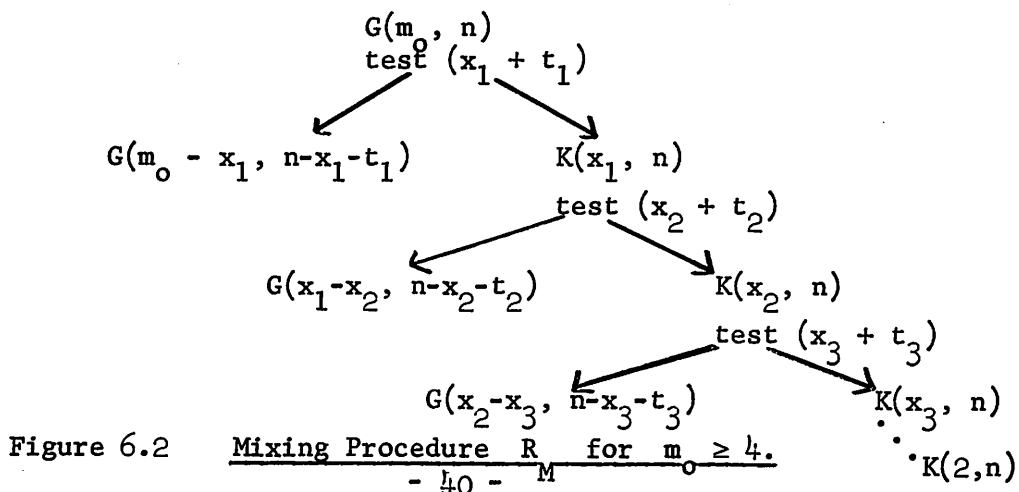 G(m_o, n)
test (x_1 + t_1)
G(m_o - x_1, n-x_1-t_1) K(x_1, n)
test (x_2 + t_2)
G(x_1-x_2, n-x_2-t_2) K(x_2, n)
test (x_3 + t_3)
G(x_2-x_3, n-x_3-t_3) K(x_3, n)
Figure 6.2 Mixing Procedure R_M for m_o ≥ 4. K(2,n)
- 40 -